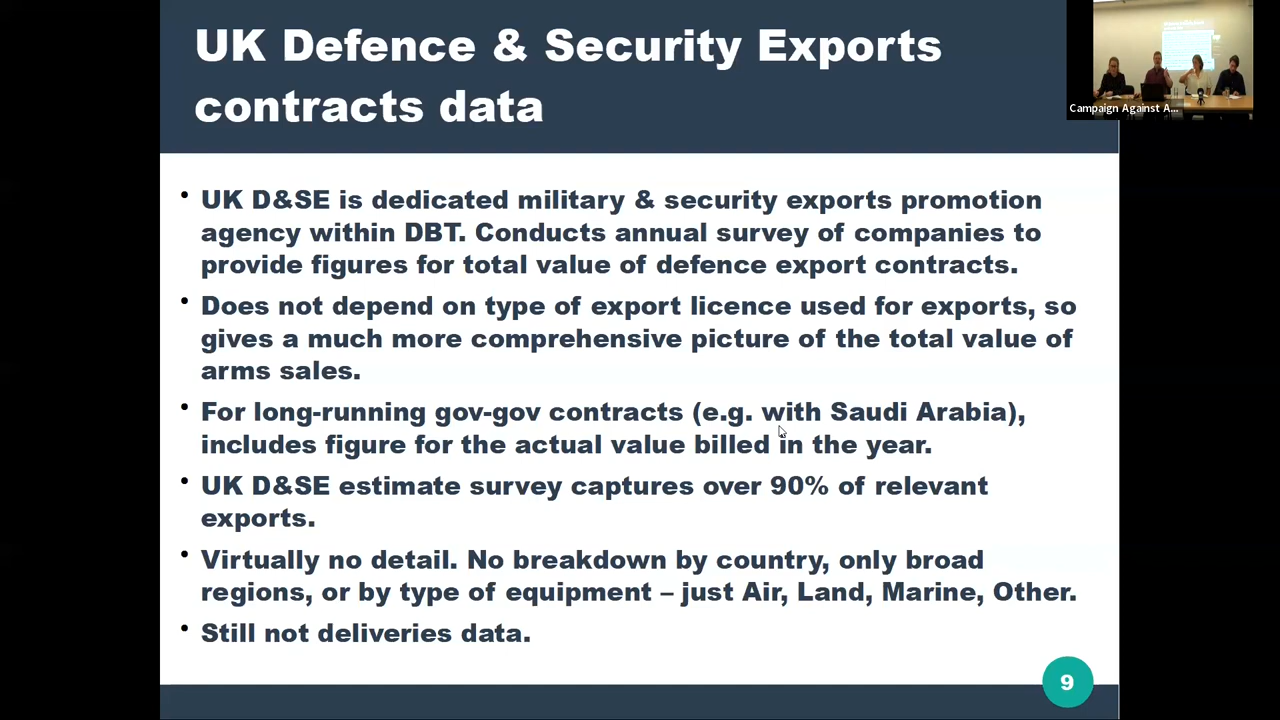 UK Defence & Security Exports
contracts data
Campaign Against A...
• UK D&SE is dedicated military & security exports promotion
agency within DBT. Conducts annual survey of companies to
provide figures for total value of defence export contracts.
• Does not depend on type of export licence used for exports, so
gives a much more comprehensive picture of the total value of
arms sales.
• For long-running gov-gov contracts (e.g. with Saudi Arabia),
includes figure for the actual value billed in the year.
• UK D&SE estimate survey captures over 90% of relevant
exports.
• Virtually no detail. No breakdown by country, only broad
regions, or by type of equipment – just Air, Land, Marine, Other.
• Still not deliveries data.
9